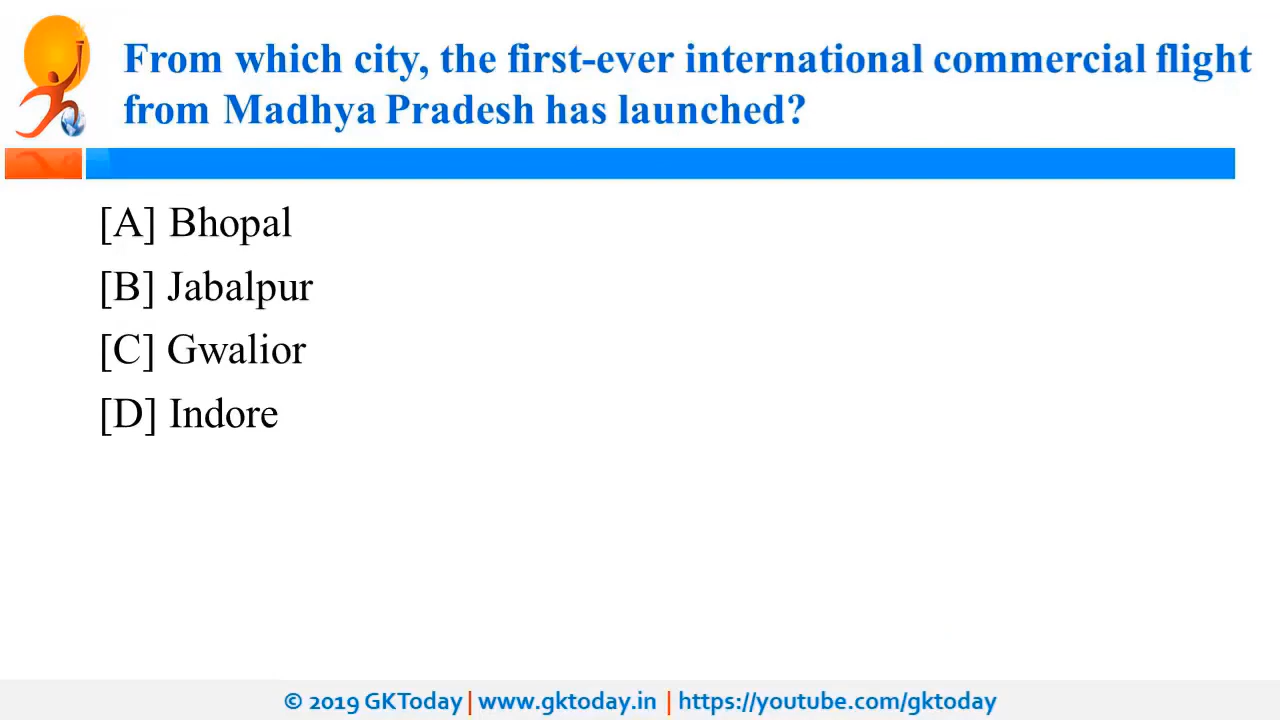 From which city, the first-ever international commercial flight
from Madhya Pradesh has launched?
[A] Bhopal
[B] Jabalpur
[C] Gwalior
[D] Indore
© 2019 GKToday | www.gktoday.in | https://youtube.com/gktoday